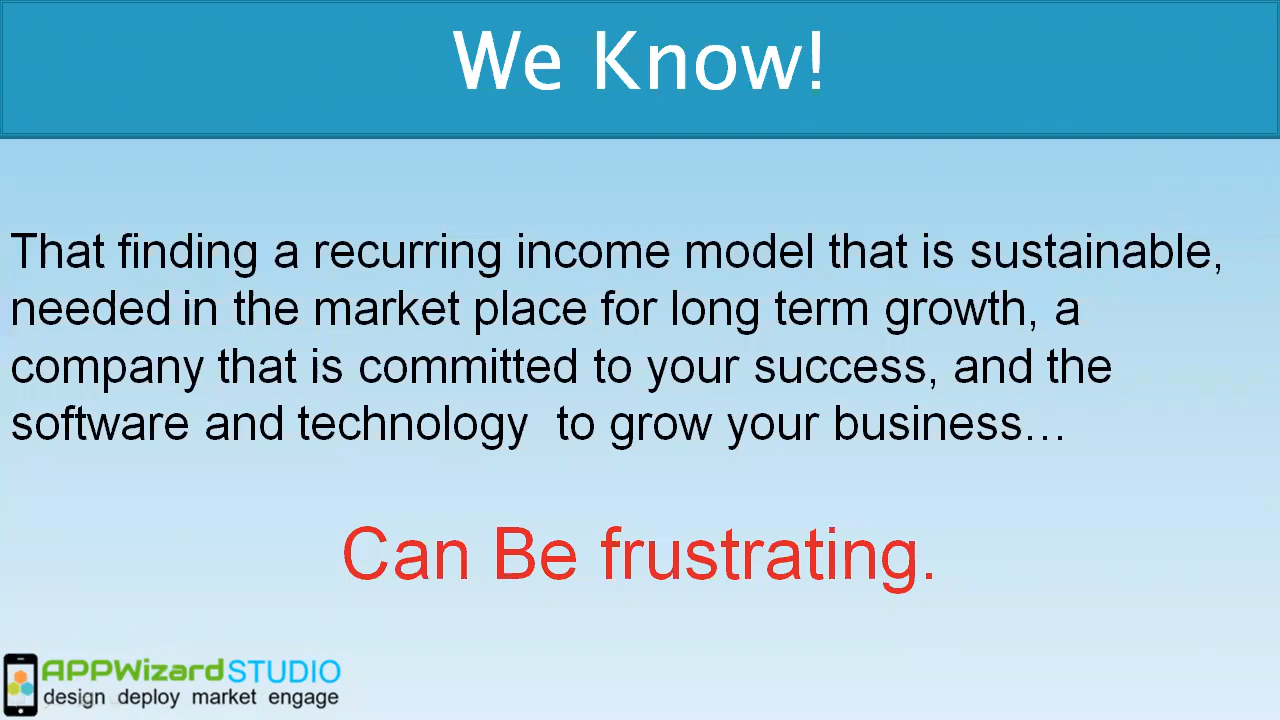 We Know!
That finding a recurring income model that is sustainable,
needed in the market place for long term growth, a
company that is committed to your success, and the
software and technology  to grow your business…
Can Be frustrating.
APPWizardSTUDIO
design deploy market engage